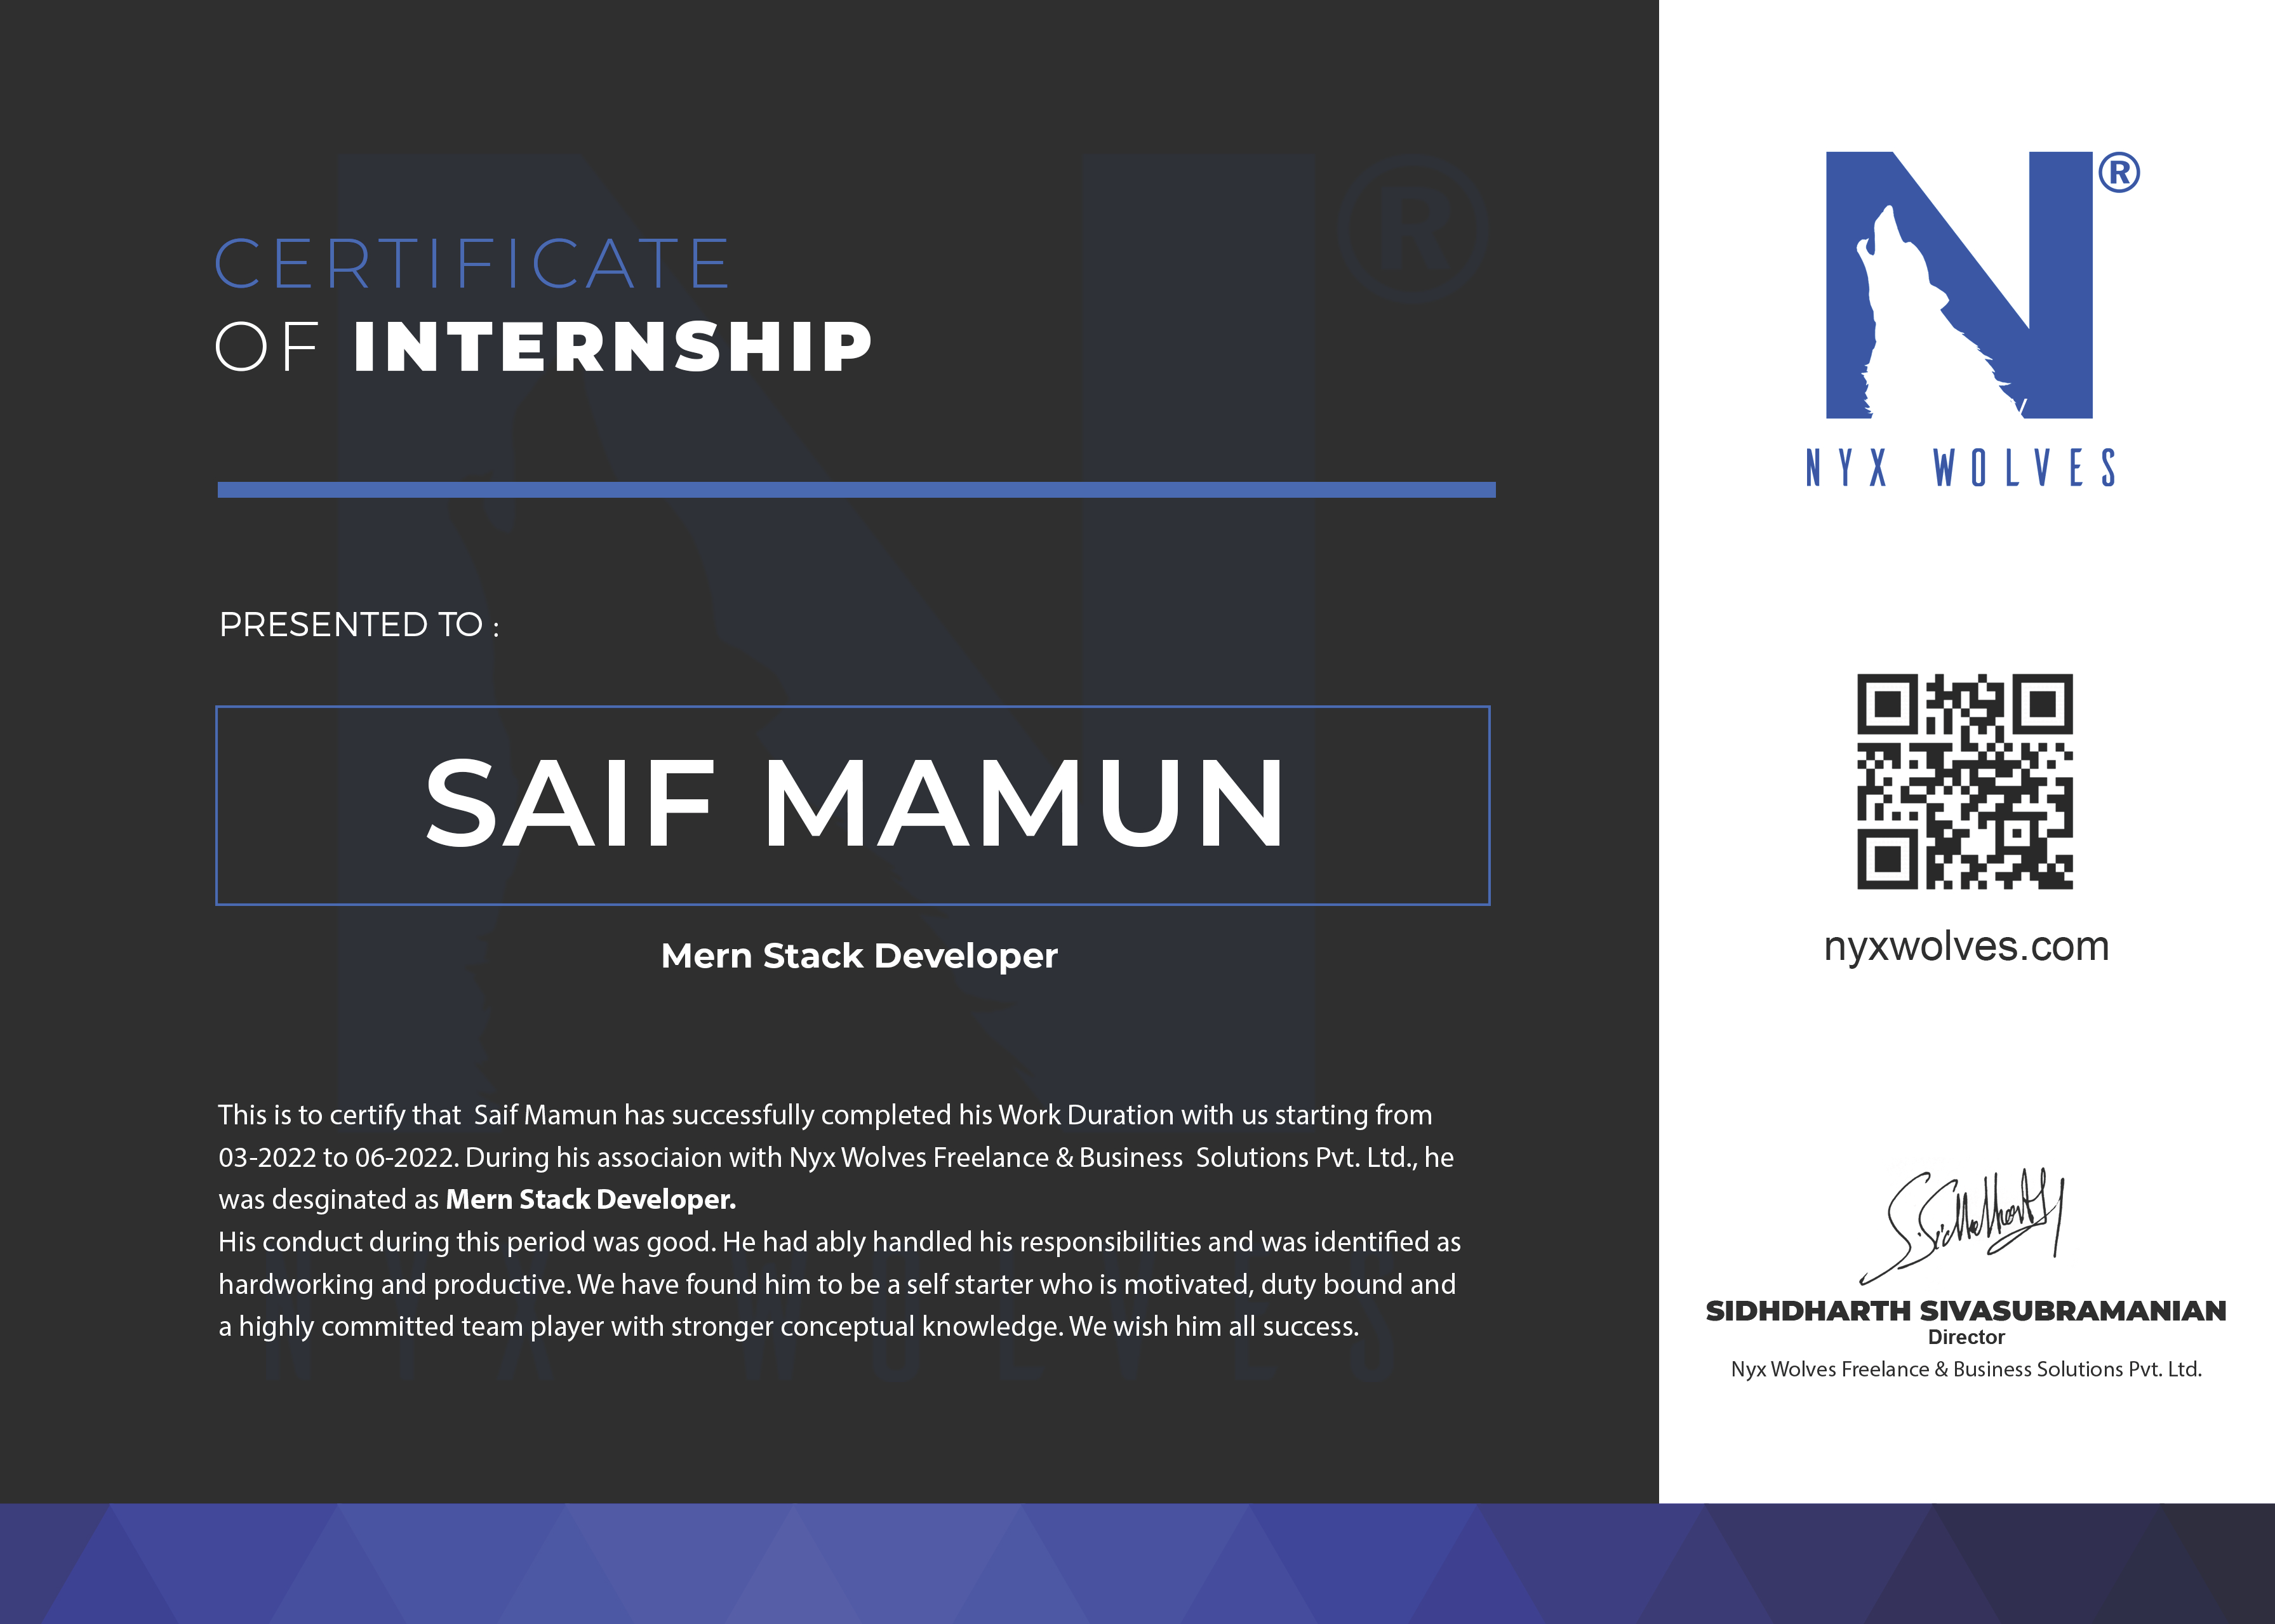 CERTIFICATE
OF INTERNSHIP
PRESENTED TO :
SAIF MAMUN
Mern Stack Developer
This is to certify that  Saif Mamun has successfully completed his Work Duration with us starting from
03-2022 to 06-2022. During his associaion with Nyx Wolves Freelance & Business  Solutions Pvt. Ltd., he
was desginated as Mern Stack Developer.
His conduct during this period was good. He had ably handled his responsibilities and was identified as
hardworking and productive. We have found him to be a self starter who is motivated, duty bound and
a highly committed team player with stronger conceptual knowledge. We wish him all success.
NYX WOLVES
®
N®
NYX WOLVES
nyxwolves.com
S.Siddharth
SIDHDHARTH SIVASUBRAMANIAN
Director
Nyx Wolves Freelance & Business Solutions Pvt. Ltd.